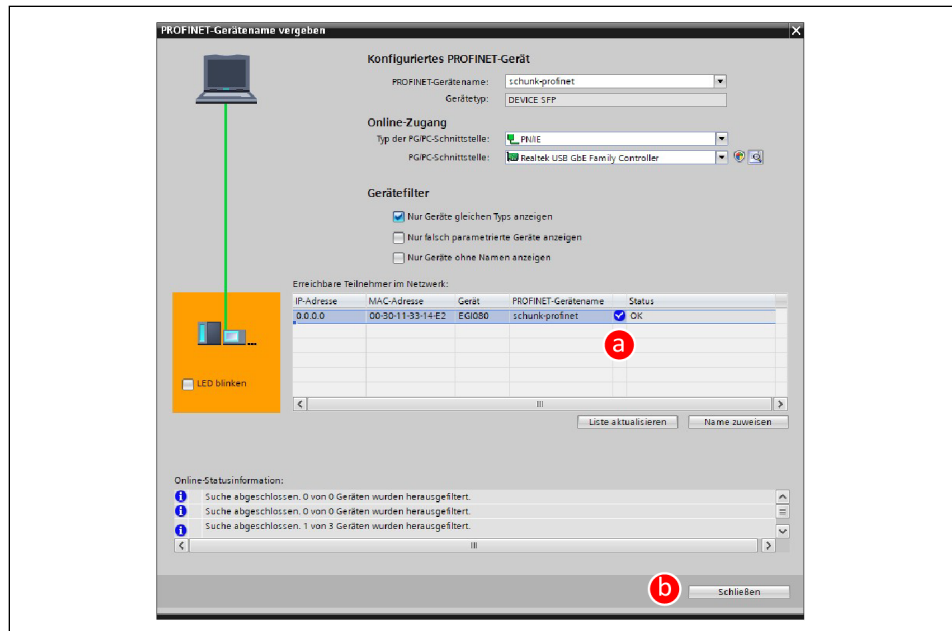 PROFINET-Gerätename vergeben
Konfiguriertes PROFINET-Gerät
PROFINET-Gerätename: schunk-profinet
Gerätetyp: DEVICE SFP
Online-Zugang
Typ der PG/PC-Schnittstelle: PN/IE
PG/PC-Schnittstelle: Realtek USB GbE Family Controller
Gerätefilter
Nur Geräte gleichen Typs anzeigen
Nur falsch parametrierte Geräte anzeigen
Nur Geräte ohne Namen anzeigen
Erreichbare Teilnehmer im Netzwerk:
IP-Adresse MAC-Adresse Gerät PROFINET-Gerätename Status
0.0.0.0 00-30-11-33-14-E2 EGI080 schunk-profinet OK
a
LED blinken
Liste aktualisieren Name zuweisen
Online-Statusinformation:
Suche abgeschlossen. 0 von 0 Geräten wurden herausgefiltert.
Suche abgeschlossen. 0 von 0 Geräten wurden herausgefiltert.
Suche abgeschlossen. 1 von 3 Geräten wurden herausgefiltert.
b Schließen